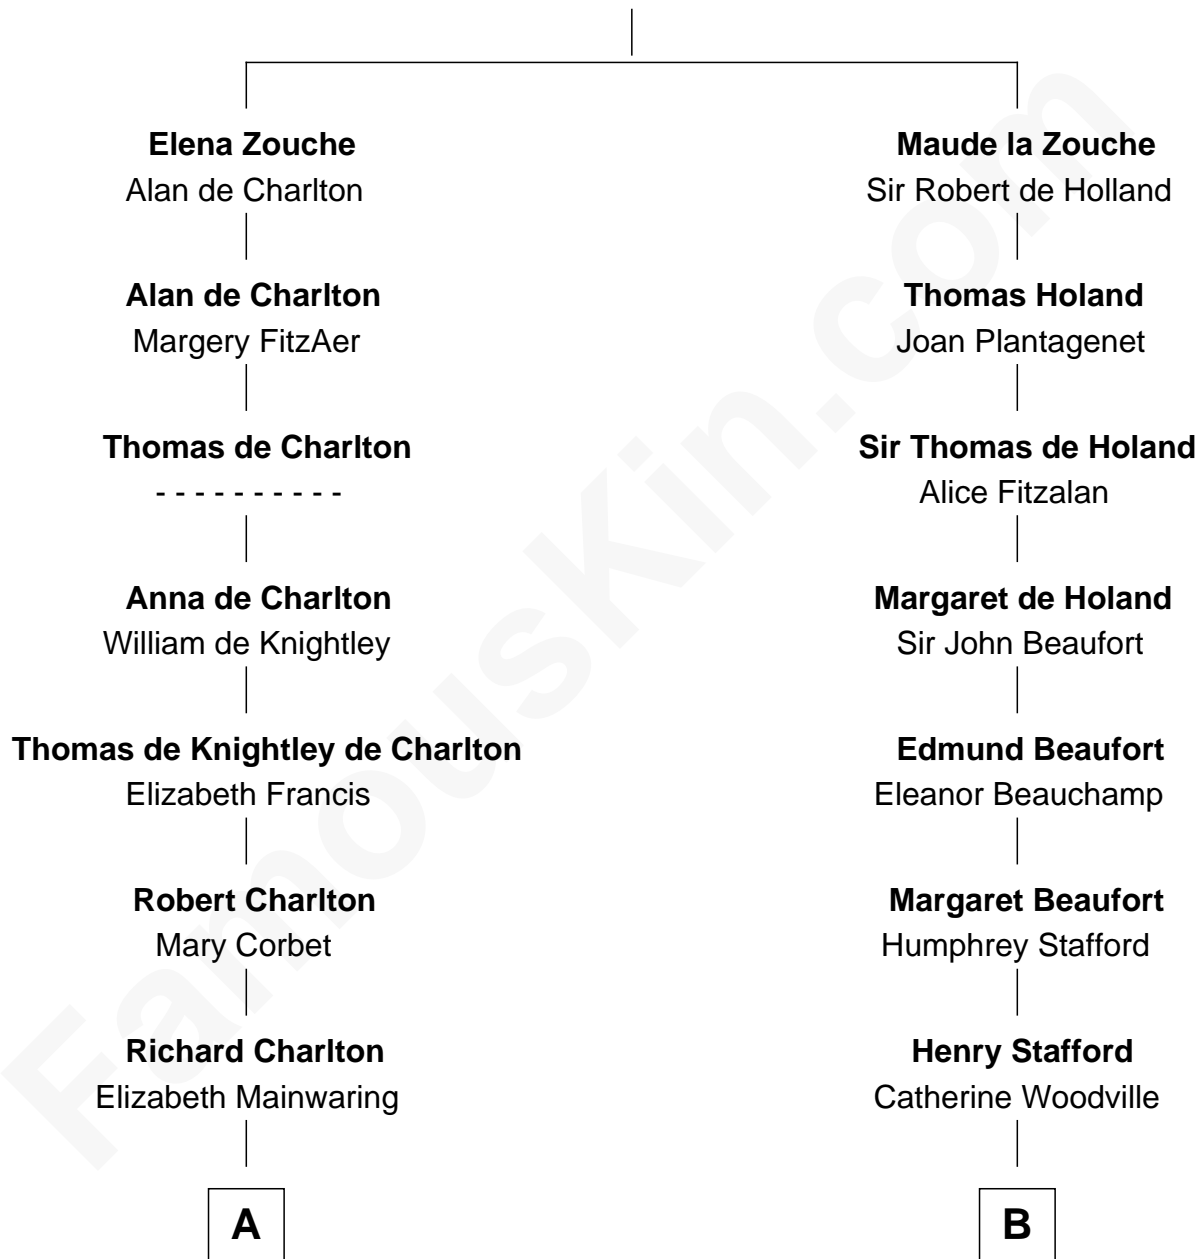 Elena Zouche
Alan de Charlton
Alan de Charlton
Margery FitzAer
Thomas de Charlton
- - - - - - - - - -
Anna de Charlton
William de Knightley
Thomas de Knightley de Charlton
Elizabeth Francis
Robert Charlton
Mary Corbet
Richard Charlton
Elizabeth Mainwaring
A
Maude la Zouche
Sir Robert de Holland
Thomas Holand
Joan Plantagenet
Sir Thomas de Holand
Alice Fitzalan
Margaret de Holand
Sir John Beaufort
Edmund Beaufort
Eleanor Beauchamp
Margaret Beaufort
Humphrey Stafford
Henry Stafford
Catherine Woodville
B
FamousKin.com